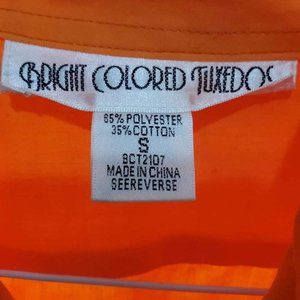 BRIGHT COLORED TUXEDOS
65% POLYESTER
35% COTTON
S
BCT2107
MADE IN CHINA
SEEREVERSE